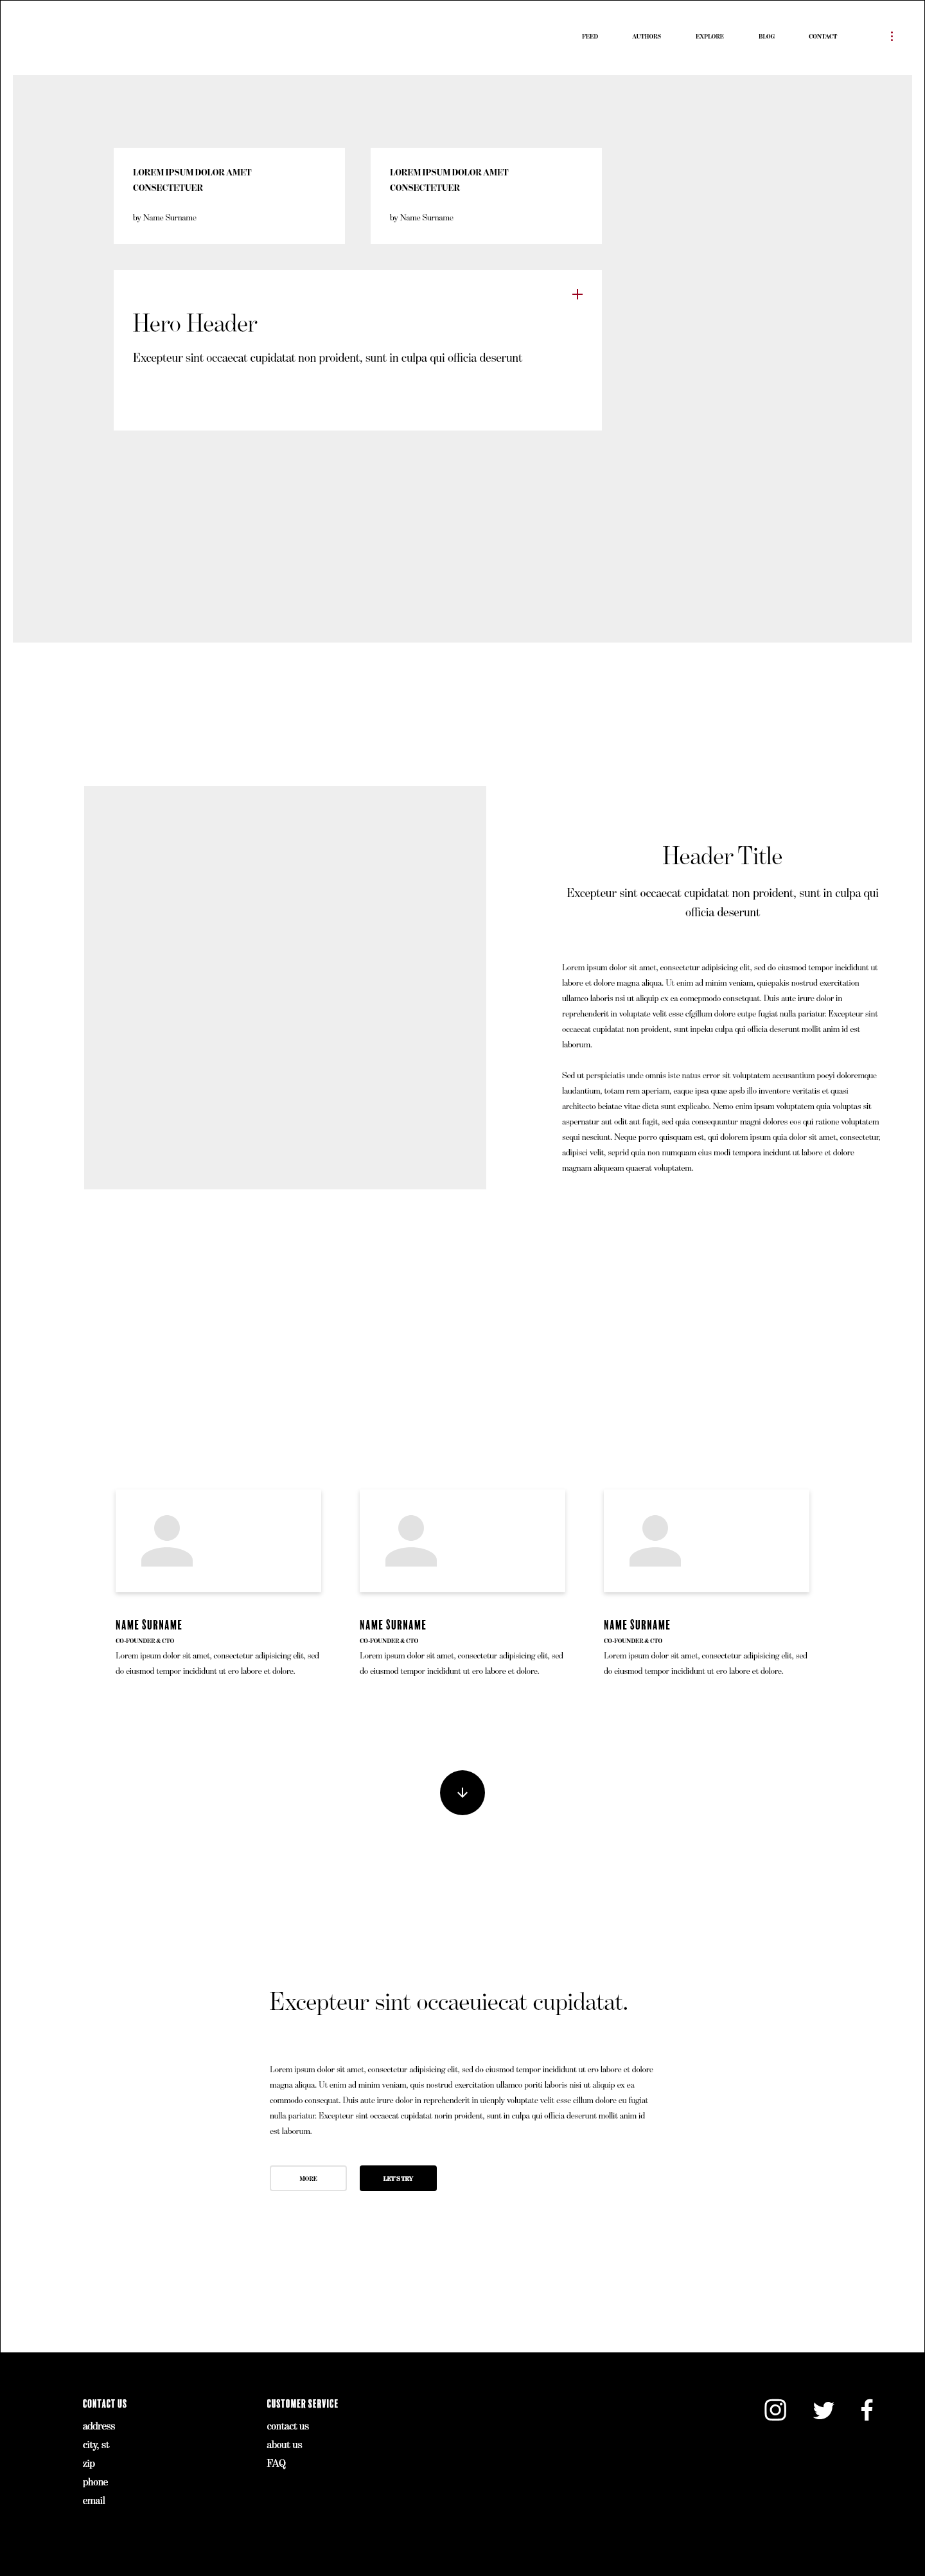 FEED AUTHORS EXPLORE BLOG CONTACT
LOREM IPSUM DOLOR AMET
CONSECTETUER
by Name Surname
LOREM IPSUM DOLOR AMET
CONSECTETUER
by Name Surname
Hero Header
Excepteur sint occaecat cupidatat non proident, sunt in culpa qui officia deserunt
Header Title
Excepteur sint occaecat cupidatat non proident, sunt in culpa qui
officia deserunt
Lorem ipsum dolor sit amet, consectetur adipisicing elit, sed do eiusmod tempor incididunt ut
labore et dolore magna aliqua. Ut enim ad minim veniam, quiepakis nostrud exercitation
ullamco laboris nsi ut aliquip ex ea comepmodo consetquat. Duis aute irure dolor in
reprehenderit in voluptate velit esse cfgillum dolore eutpe fugiat nulla pariatur. Excepteur sint
occaecat cupidatat non proident, sunt inpeku culpa qui officia deserunt mollit anim id est
laborum.
Sed ut perspiciatis unde omnis iste natus error sit voluptatem accusantium poeyi doloremque
laudantium, totam rem aperiam, eaque ipsa quae apsb illo inventore veritatis et quasi
architecto beiatae vitae dicta sunt explicabo. Nemo enim ipsam voluptatem quia voluptas sit
aspernatur aut odit aut fugit, sed quia consequuntur magni dolores eos qui ratione voluptatem
sequi nesciunt. Neque porro quisquam est, qui dolorem ipsum quia dolor sit amet, consectetur,
adipisci velit, seprid quia non numquam eius modi tempora incidunt ut labore et dolore
magnam aliqueam quaerat voluptatem.
NAME SURNAME
CO-FOUNDER & CTO
Lorem ipsum dolor sit amet, consectetur adipisicing elit, sed
do eiusmod tempor incididunt ut ero labore et dolore.
NAME SURNAME
CO-FOUNDER & CTO
Lorem ipsum dolor sit amet, consectetur adipisicing elit, sed
do eiusmod tempor incididunt ut ero labore et dolore.
NAME SURNAME
CO-FOUNDER & CTO
Lorem ipsum dolor sit amet, consectetur adipisicing elit, sed
do eiusmod tempor incididunt ut ero labore et dolore.
Excepteur sint occaeuiecat cupidatat.
Lorem ipsum dolor sit amet, consectetur adipisicing elit, sed do eiusmod tempor incididunt ut ero labore et dolore
magna aliqua. Ut enim ad minim veniam, quis nostrud exercitation ullamco poriti laboris nisi ut aliquip ex ea
commodo consequat. Duis aute irure dolor in reprehenderit in uienply voluptate velit esse cillum dolore eu fugiat
nulla pariatur. Excepteur sint occaecat cupidatat norin proident, sunt in culpa qui officia deserunt mollit anim id
est laborum.
MORE LET'S TRY
CONTACT US
address
city, st
zip
phone
email
CUSTOMER SERVICE
contact us
about us
FAQ